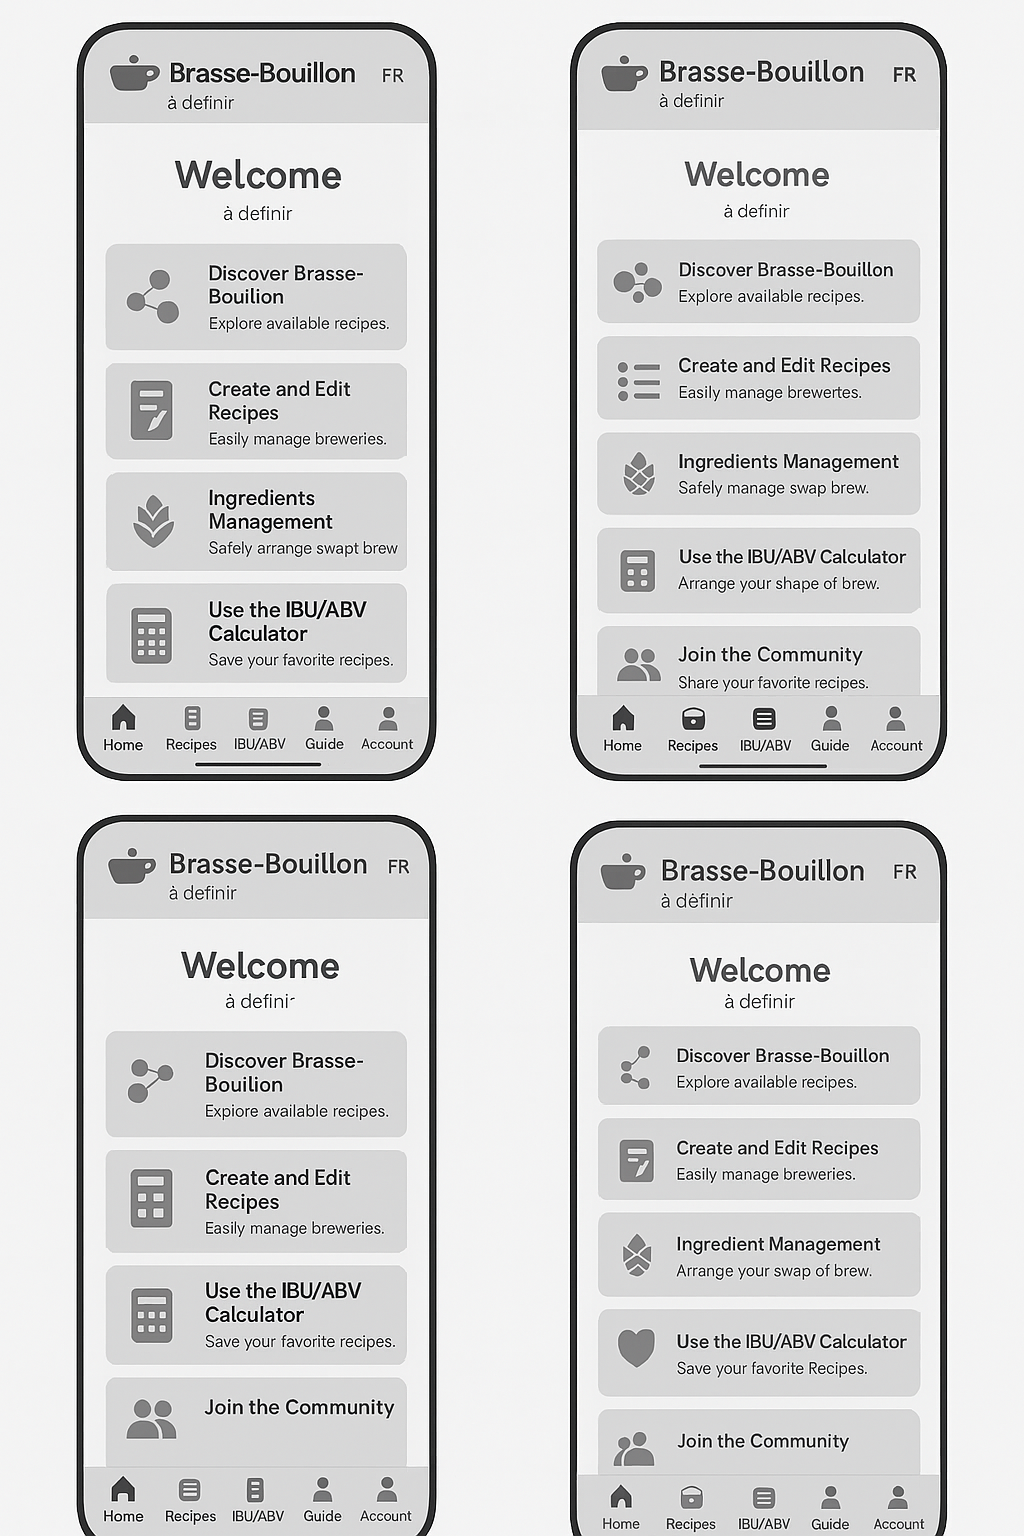 Brasse-Bouillon FR
à definir
Welcome
à definir
Discover Brasse-
Bouilion
Explore available recipes.
Create and Edit
Recipes
Easily manage breweries.
Ingredients
Management
Safely arrange swapt brew
Use the IBU/ABV
Calculator
Save your favorite recipes.
Home Recipes IBU/ABV Guide Account
Brasse-Bouillon FR
à definir
Welcome
à definir
Discover Brasse-Bouillon
Explore available recipes.
Create and Edit Recipes
Easily manage brewertes.
Ingredients Management
Safely manage swap brew.
Use the IBU/ABV Calculator
Arrange your shape of brew.
Join the Community
Share your favorite recipes.
Home Recipes IBU/ABV Guide Account
Brasse-Bouillon FR
à definir
Welcome
à definir
Discover Brasse-
Bouilion
Expiore available recipes.
Create and Edit
Recipes
Easily manage breweries.
Use the IBU/ABV
Calculator
Save your favorite recipes.
Join the Community
Home Recipes IBU/ABV Guide Account
Brasse-Bouillon FR
à dėfinir
Welcome
à definir
Discover Brasse-Bouillon
Explore available recipes.
Create and Edit Recipes
Easily manage breweries.
Ingredient Management
Arrange your swap of brew.
Use the IBU/ABV Calculator
Save your favorite Recipes.
Join the Community
Home Recipes IBU/ABV Guide Account